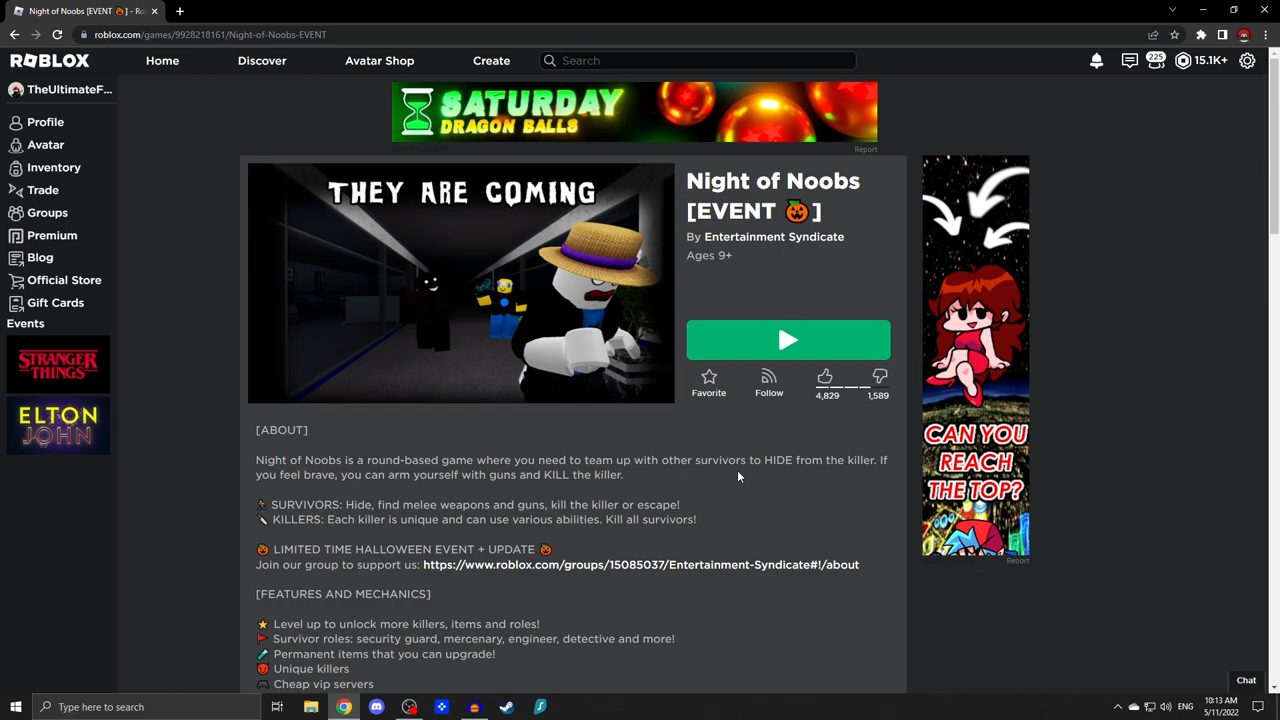 Night of Noobs [EVENT 🎃] - Ro
roblox.com/games/9928218161/Night-of-Noobs-EVENT
ROBLOX
Home
Discover
Avatar Shop
Create
Search
225
15.1K+
TheUltimateF...
Profile
Avatar
Inventory
Trade
Groups
Premium
Blog
Official Store
Gift Cards
Events
STRANGER
THINGS
ELTON
JOHN
SATURDAY
DRAGON BALLS
Report
THEY ARE COMING
Night of Noobs
[EVENT 🎃]
By Entertainment Syndicate
Ages 9+
Favorite
Follow
4,829
1,589
[ABOUT]
Night of Noobs is a round-based game where you need to team up with other survivors to HIDE from the killer. If
you feel brave, you can arm yourself with guns and KILL the killer.
SURVIVORS: Hide, find melee weapons and guns, kill the killer or escape!
🔪 KILLERS: Each killer is unique and can use various abilities. Kill all survivors!
🎃 LIMITED TIME HALLOWEEN EVENT + UPDATE 🎃
Join our group to support us: https://www.roblox.com/groups/15085037/Entertainment-Syndicate#!/about
[FEATURES AND MECHANICS]
⭐ Level up to unlock more killers, items and roles!
🚩 Survivor roles: security guard, mercenary, engineer, detective and more!
🧪 Permanent items that you can upgrade!
😈 Unique killers
🎮 Cheap vip servers
CAN YOU
REACH
THE TOP?
Report
Chat
Type here to search
10:13 AM
5/11/2022